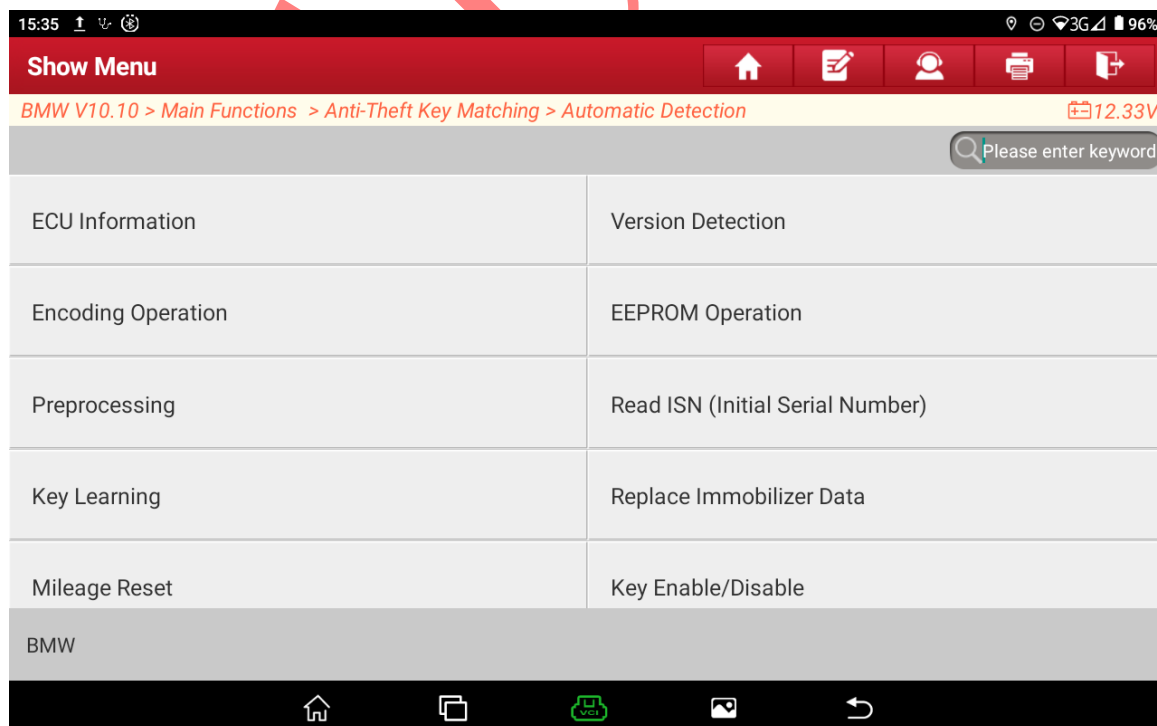 15:35 3G 96%
Show Menu
BMW V10.10 > Main Functions > Anti-Theft Key Matching > Automatic Detection 12.33V
Please enter keyword
ECU Information Version Detection
Encoding Operation EEPROM Operation
Preprocessing Read ISN (Initial Serial Number)
Key Learning Replace Immobilizer Data
Mileage Reset Key Enable/Disable
BMW
VCI